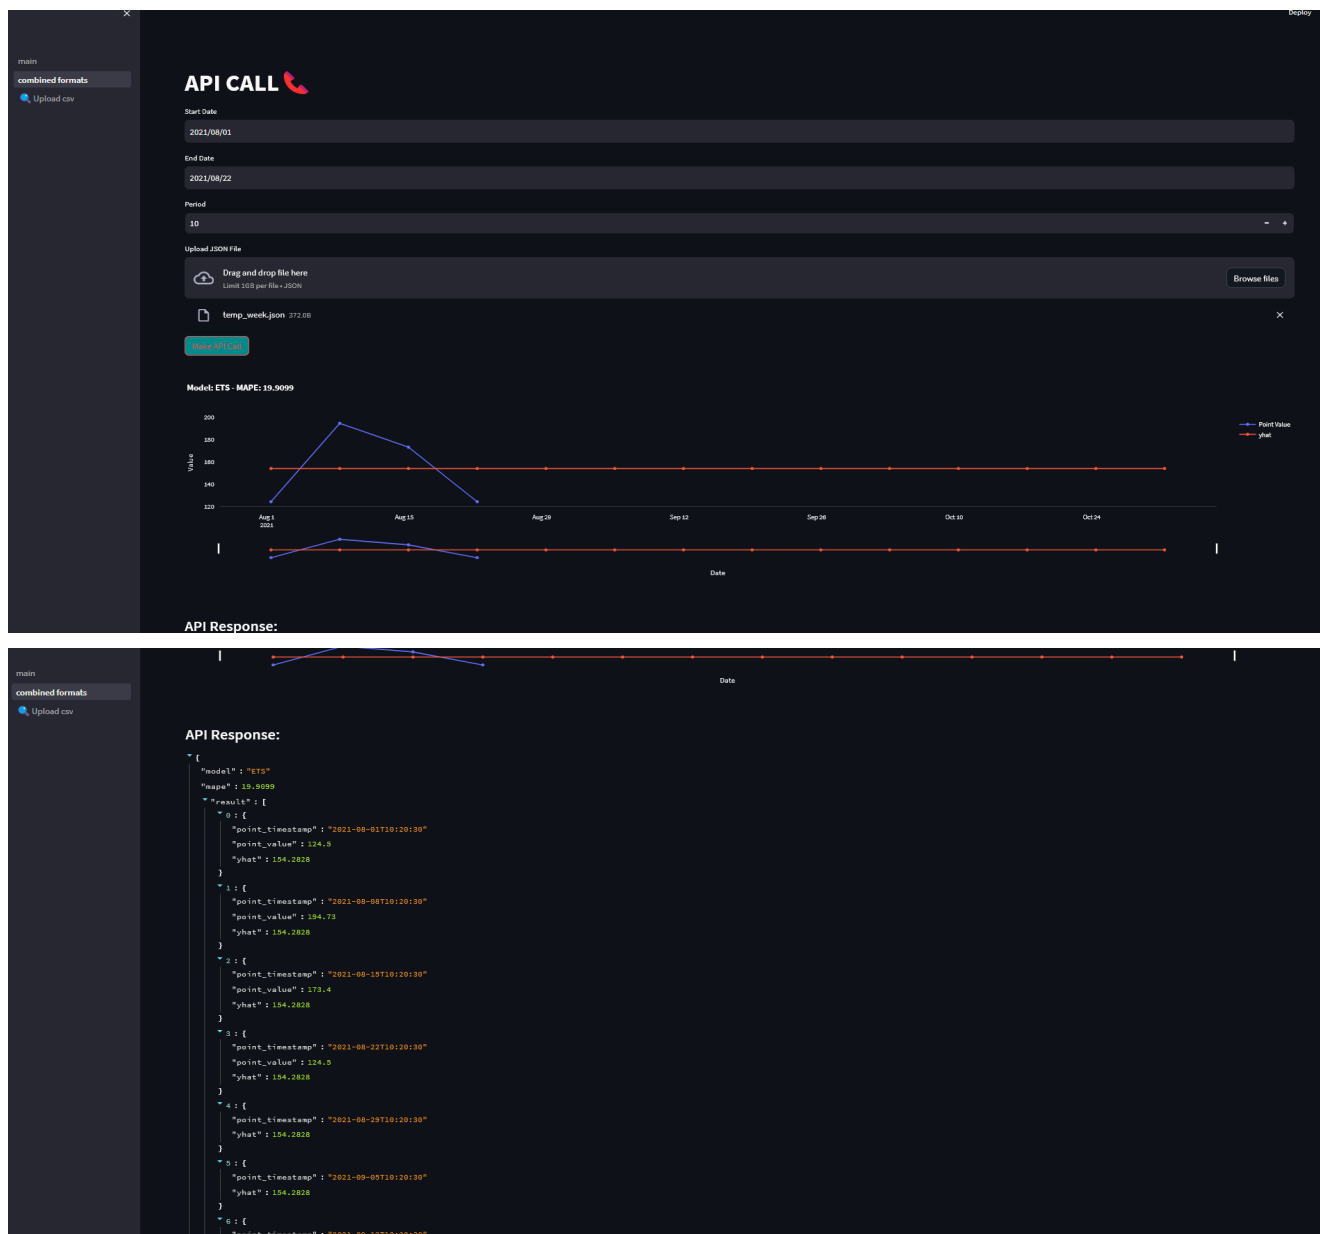 Deploy
main
combined formats
Upload csv
API CALL
Start Date
2021/08/01
End Date
2021/08/22
Period
10
Upload JSON File
Drag and drop file here
Limit 1GB per file • JSON
Browse files
temp_week.json 372.0B
Make API Call
Model: ETS - MAPE: 19.9099
200
180
160
140
120
Value
Point Value
yhat
Aug 1
2021
Aug 15
Aug 29
Sep 12
Sep 26
Oct 10
Oct 24
Date
API Response:
main
combined formats
Upload csv
Date
API Response:
{
"model" : "ETS"
"mape" : 19.9099
"result" : [
0 : {
"point_timestamp" : "2021-08-01T10:20:30"
"point_value" : 124.5
"yhat" : 154.2828
}
1 : {
"point_timestamp" : "2021-08-08T10:20:30"
"point_value" : 194.73
"yhat" : 154.2828
}
2 : {
"point_timestamp" : "2021-08-15T10:20:30"
"point_value" : 173.4
"yhat" : 154.2828
}
3 : {
"point_timestamp" : "2021-08-22T10:20:30"
"point_value" : 124.5
"yhat" : 154.2828
}
4 : {
"point_timestamp" : "2021-08-29T10:20:30"
"yhat" : 154.2828
}
5 : {
"point_timestamp" : "2021-09-05T10:20:30"
"yhat" : 154.2828
}
6 : {
"point_timestamp" : "2021-09-12T10:20:30"